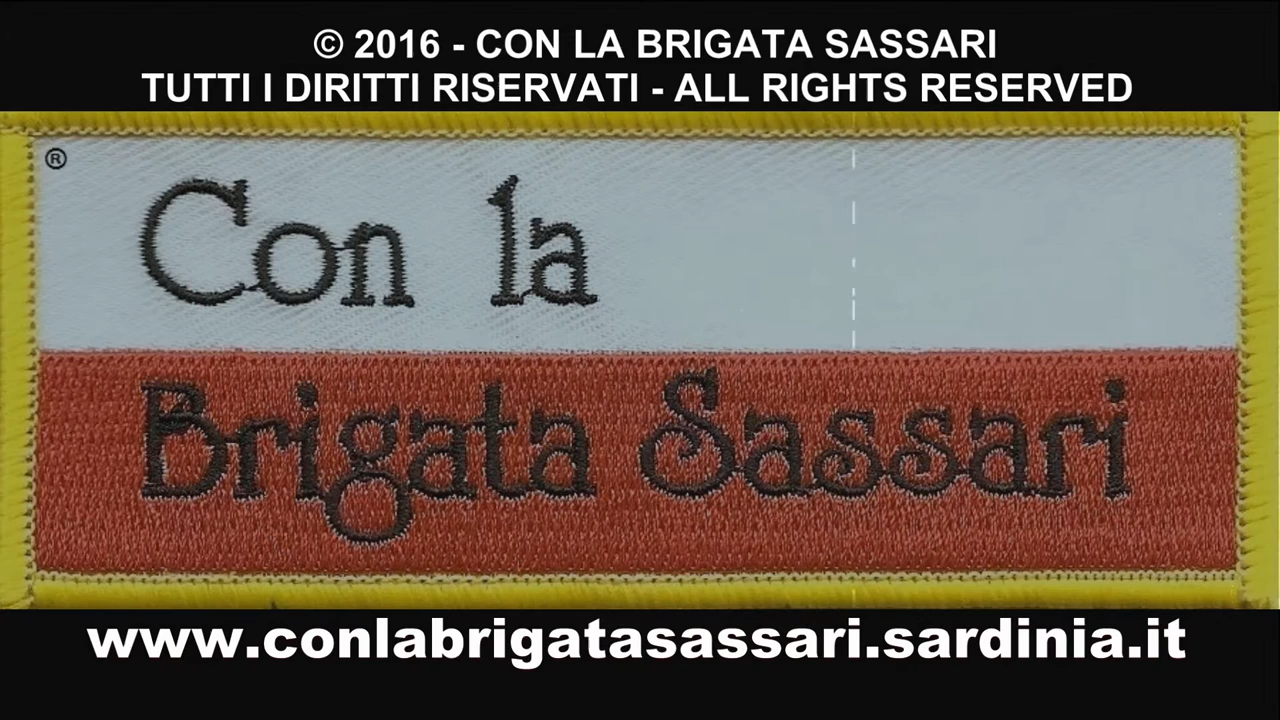 © 2016 - CON LA BRIGATA SASSARI
TUTTI I DIRITTI RISERVATI - ALL RIGHTS RESERVED
®
Con la
Brigata Sassari
www.conlabrigatasassari.sardinia.it